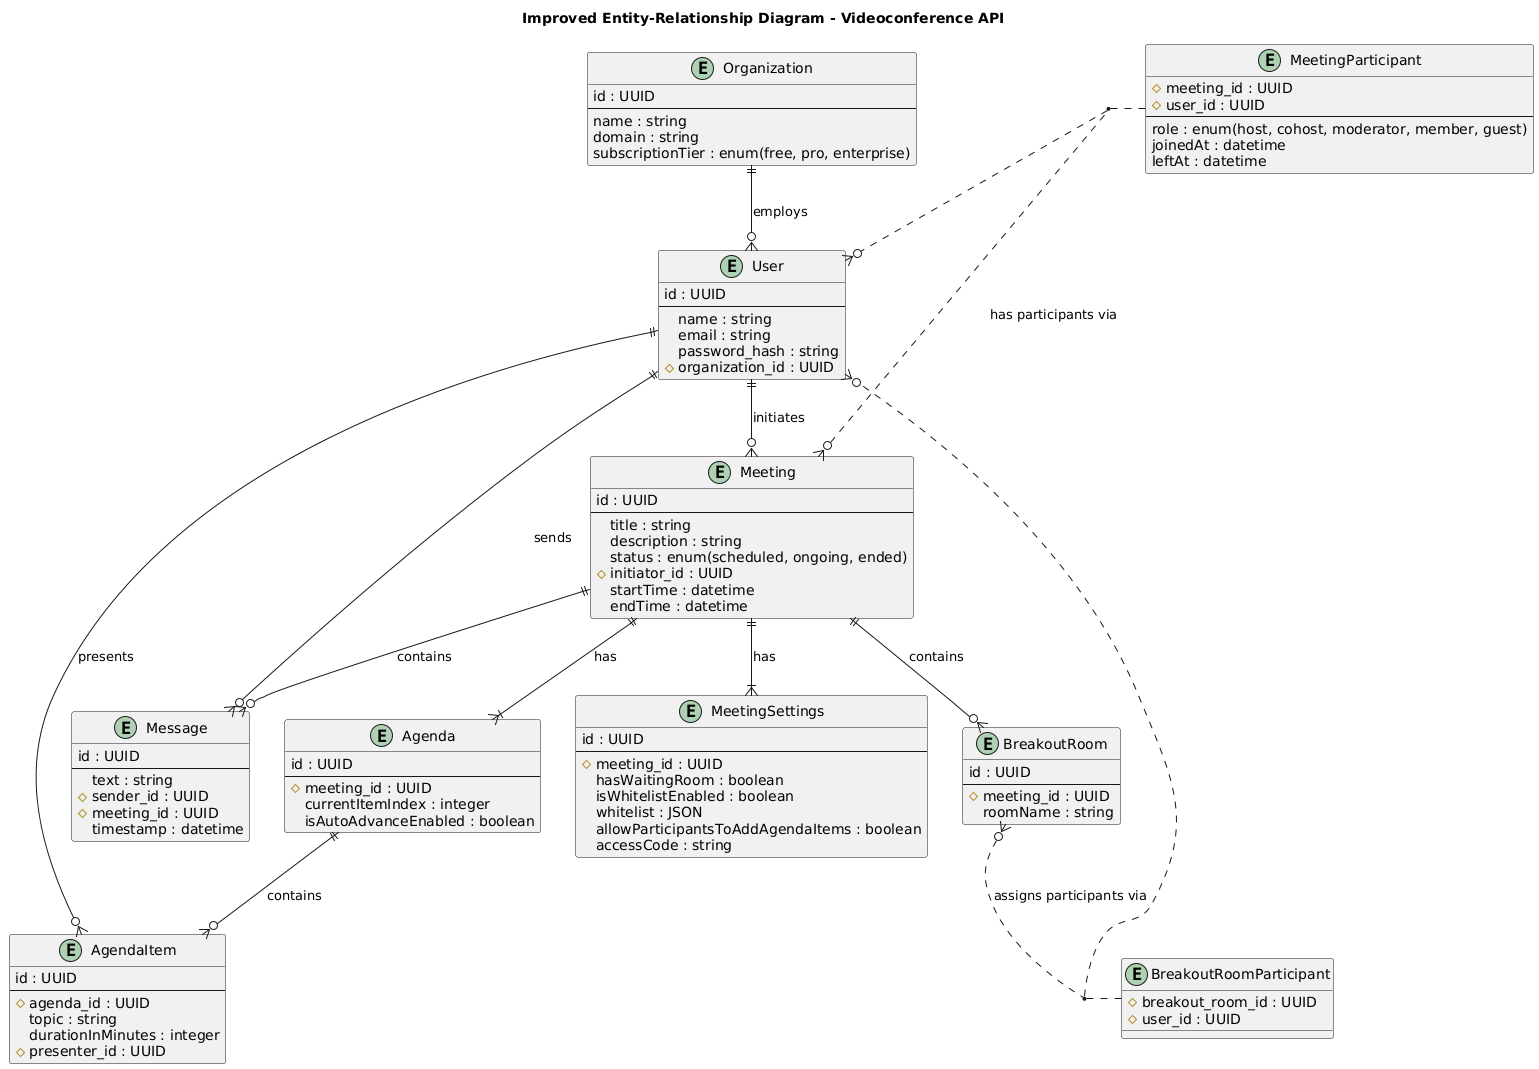 Improved Entity-Relationship Diagram - Videoconference API
E Organization
id : UUID
name : string
domain : string
subscriptionTier : enum(free, pro, enterprise)
E MeetingParticipant
meeting_id : UUID
user_id : UUID
role : enum(host, cohost, moderator, member, guest)
joinedAt : datetime
leftAt : datetime
employs
E User
id : UUID
name : string
email : string
password_hash : string
organization_id : UUID
has participants via
initiates
E Meeting
id : UUID
title : string
description : string
status : enum(scheduled, ongoing, ended)
initiator_id : UUID
startTime : datetime
endTime : datetime
sends
presents
contains
has
has
contains
E Message
id : UUID
text : string
sender_id : UUID
meeting_id : UUID
timestamp : datetime
E Agenda
id : UUID
meeting_id : UUID
currentItemIndex : integer
isAutoAdvanceEnabled : boolean
E MeetingSettings
id : UUID
meeting_id : UUID
hasWaitingRoom : boolean
isWhitelistEnabled : boolean
whitelist : JSON
allowParticipantsToAddAgendaItems : boolean
accessCode : string
E BreakoutRoom
id : UUID
meeting_id : UUID
roomName : string
contains
assigns participants via
E AgendaItem
id : UUID
agenda_id : UUID
topic : string
durationInMinutes : integer
presenter_id : UUID
E BreakoutRoomParticipant
breakout_room_id : UUID
user_id : UUID